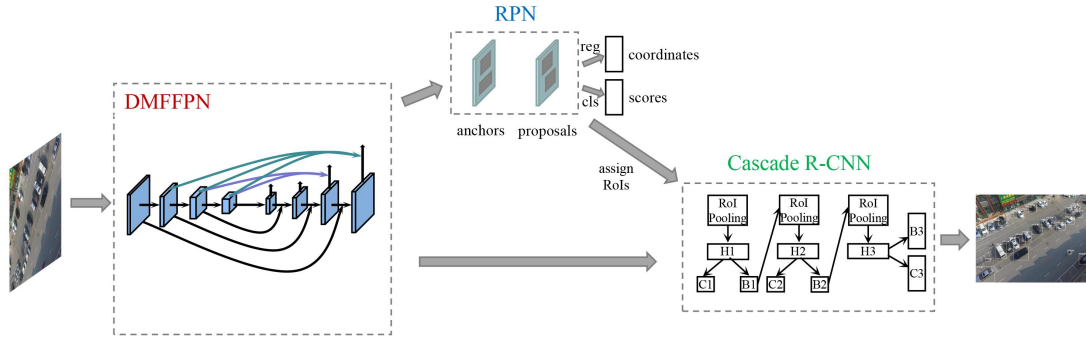 RPN
reg
coordinates
DMFFPN
cls
scores
anchors
proposals
assign
RoIs
Cascade R-CNN
RoI
Pooling
RoI
Pooling
RoI
Pooling
B3
H1
H2
H3
C3
C1
B1
C2
B2